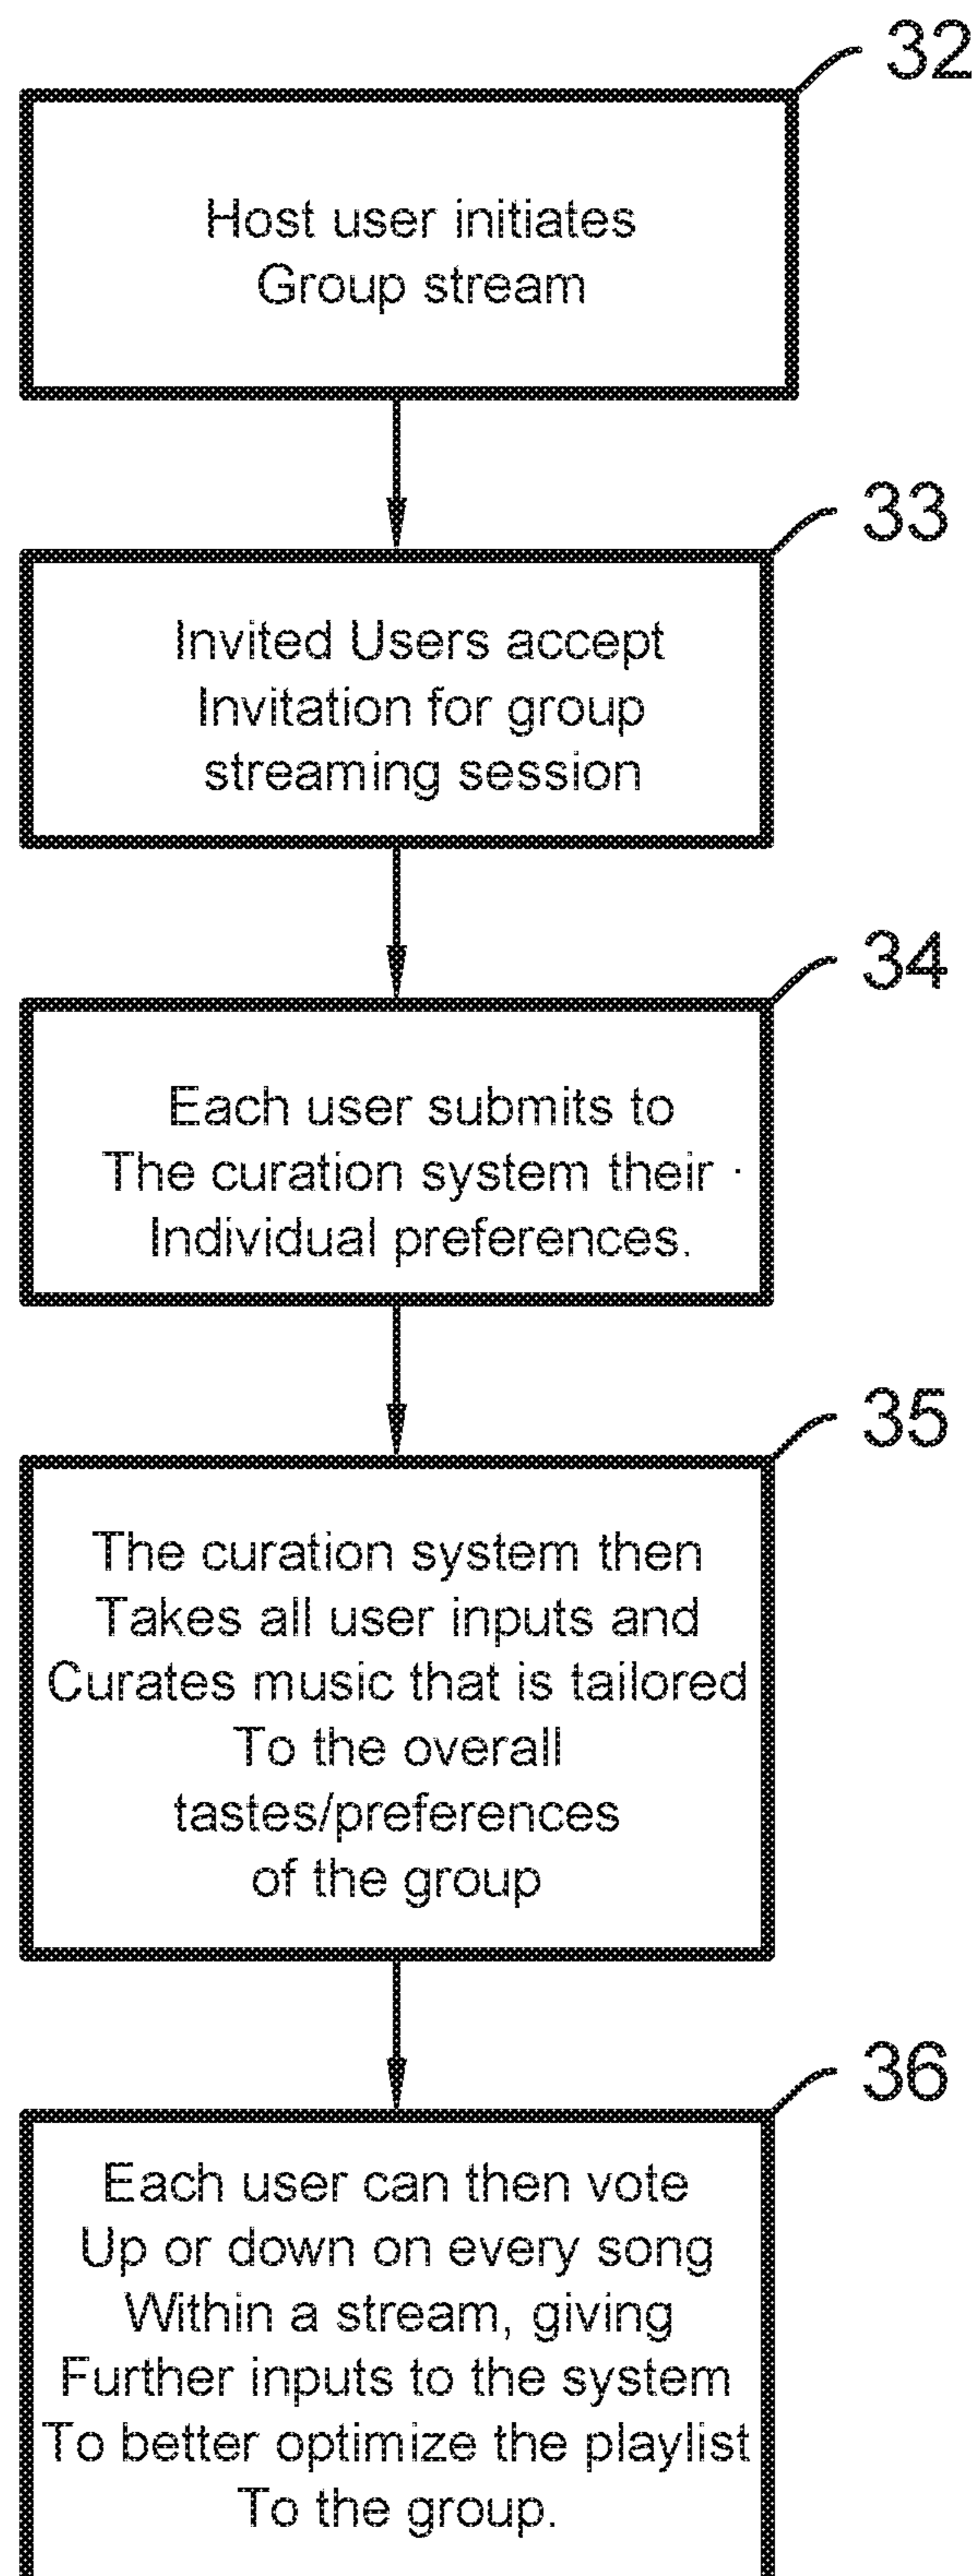 32
Host user initiates
Group stream
33
Invited Users accept
Invitation for group
streaming session
34
Each user submits to
The curation system their
Individual preferences.
35
The curation system then
Takes all user inputs and
Curates music that is tailored
To the overall
tastes/preferences
of the group
36
Each user can then vote
Up or down on every song
Within a stream, giving
Further inputs to the system
To better optimize the playlist
To the group.